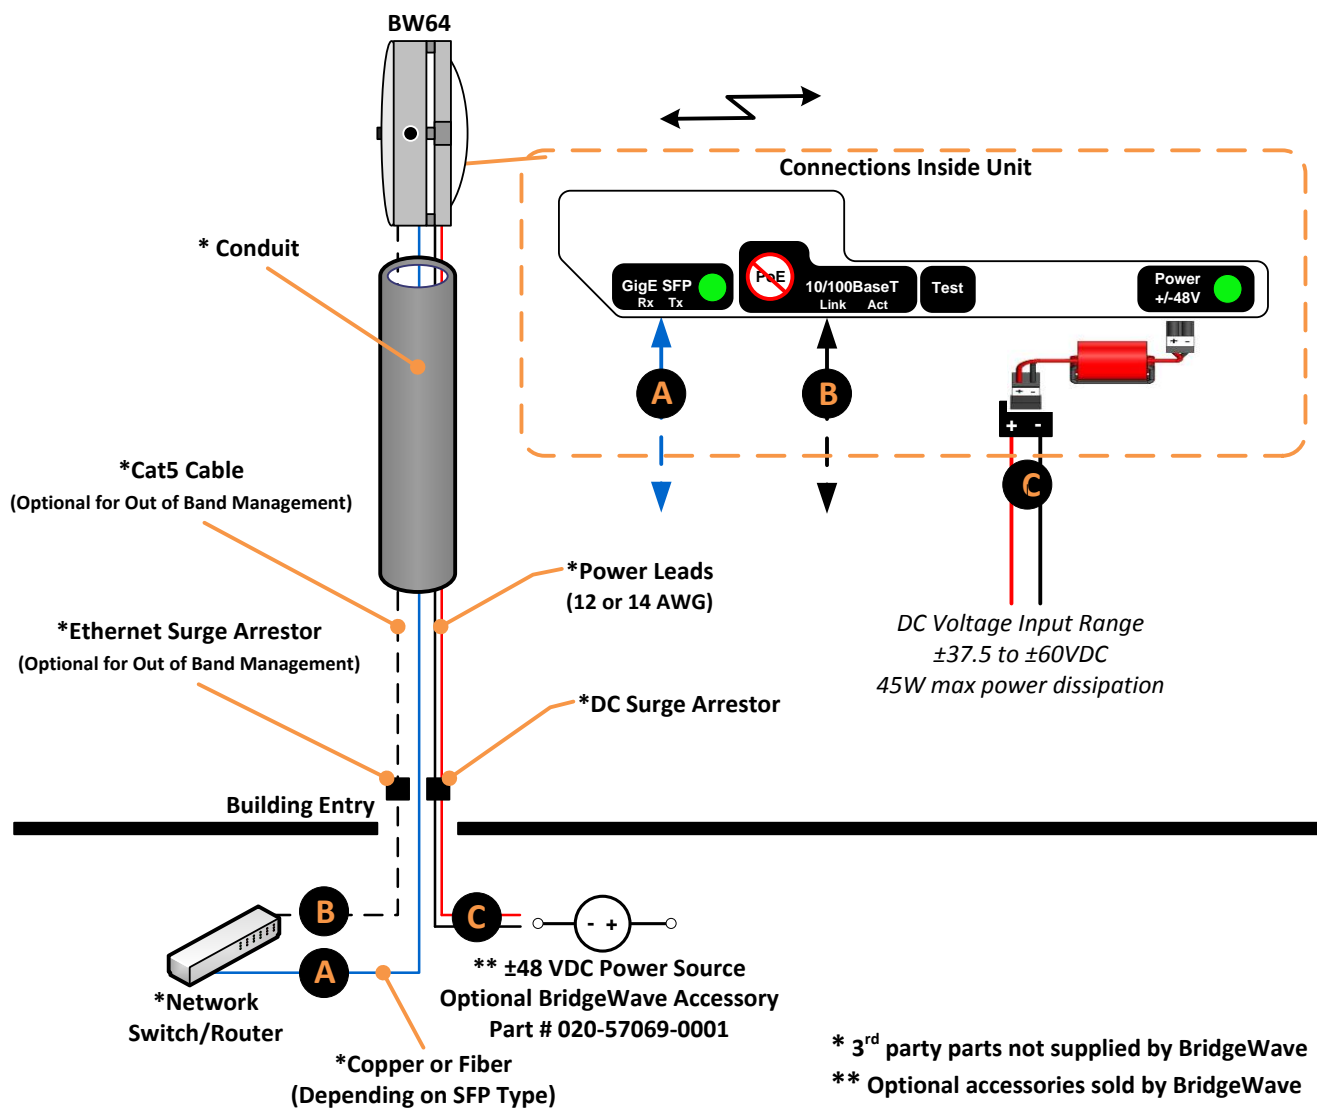 BW64
Connections Inside Unit
* Conduit
GigE SFP
Rx Tx
PoE
10/100BaseT
Link Act
Test
Power
+/-48V
+ -
+ -
+ -
A
B
C
*Cat5 Cable
(Optional for Out of Band Management)
*Power Leads
(12 or 14 AWG)
*Ethernet Surge Arrestor
(Optional for Out of Band Management)
DC Voltage Input Range
±37.5 to ±60VDC
45W max power dissipation
*DC Surge Arrestor
Building Entry
B
C
- +
A
*Network
Switch/Router
** ±48 VDC Power Source
Optional BridgeWave Accessory
Part # 020-57069-0001
*Copper or Fiber
(Depending on SFP Type)
* 3rd party parts not supplied by BridgeWave
** Optional accessories sold by BridgeWave